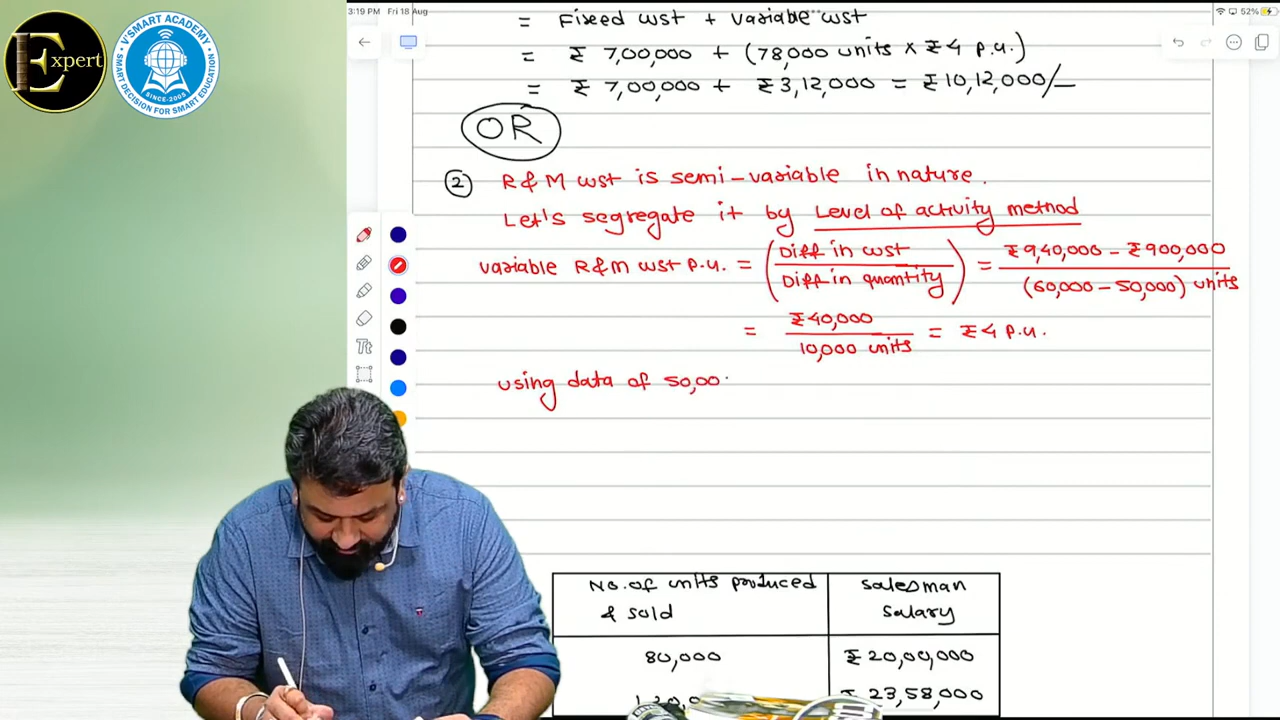 3:19 PM Fri 18 Aug
52%
V'SMART ACADEMY
SMART DECISION FOR SMART EDUCATION
SINCE-2005
Expert
= Fixed cost + variable cost
= ₹ 7,00,000 + (78,000 units × ₹4 p.u.)
= ₹ 7,00,000 + ₹3,12,000 = ₹10,12,000/—
OR
② R&M cost is semi-variable in nature.
Let's segregate it by Level of activity method
variable R&M cost p.u. = (Diff in cost / Diff in quantity) = ₹9,40,000 - ₹900,000 / (60,000 - 50,000) units
= ₹40,000 / 10,000 units = ₹4 p.u.
using data of 50,00
Tt
No. of units produced & sold
Salesman Salary
80,000 ₹20,00,000
23,58,000